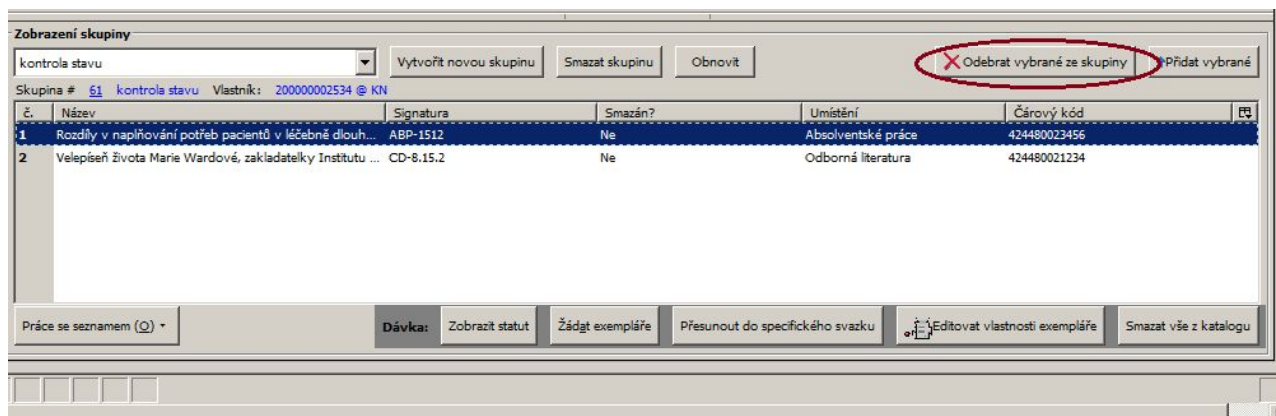 Zobrazení skupiny
kontrola stavu Vytvořit novou skupinu Smazat skupinu Obnovit Odebrat vybrané ze skupiny Přidat vybrané
Skupina # 61 kontrola stavu Vlastník: 200000002534 @ KN
č. Název Signatura Smazán? Umístění Čárový kód
1 Rozdíly v naplňování potřeb pacientů v léčebně dlouh... ABP-1512 Ne Absolventské práce 424480023456
2 Velepíseň života Marie Wardové, zakladatelky Institutu ... CD-8.15.2 Ne Odborná literatura 424480021234
Práce se seznamem (O) Dávka: Zobrazit statut Žádat exempláře Přesunout do specifického svazku Editovat vlastnosti exempláře Smazat vše z katalogu